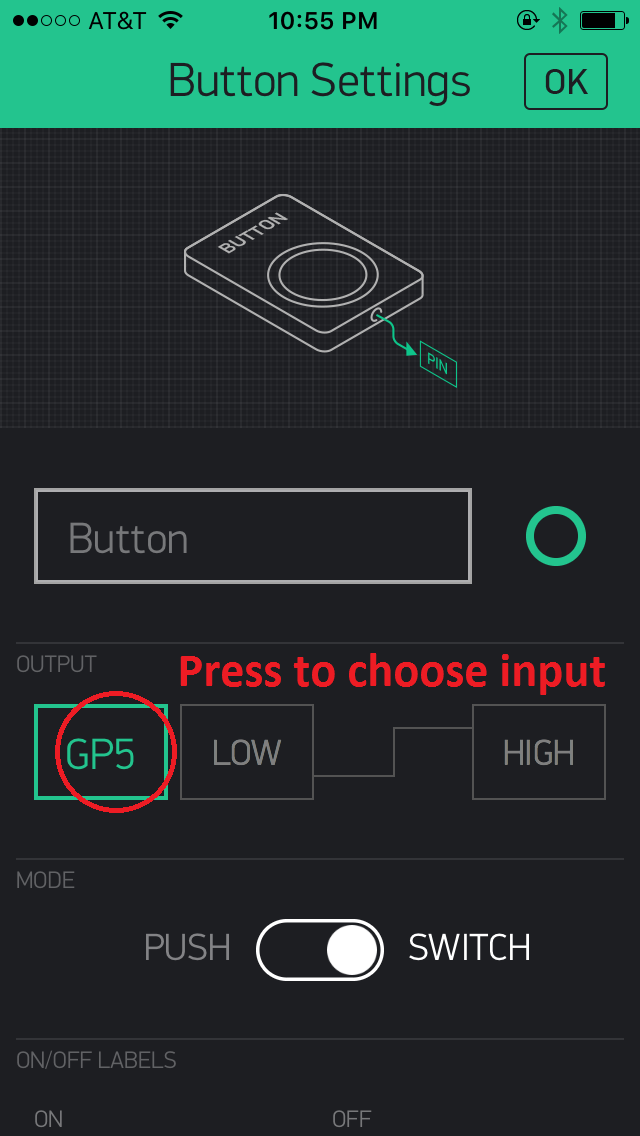 AT&T 10:55 PM
Button Settings OK
BUTTON
PIN
Button
OUTPUT
Press to choose input
GP5 LOW HIGH
MODE
PUSH SWITCH
ON/OFF LABELS
ON OFF